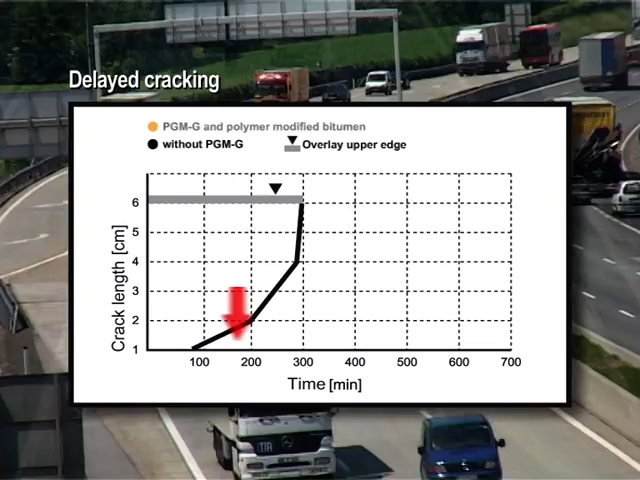 Delayed cracking
PGM-G and polymer modified bitumen
without PGM-G
Overlay upper edge
6
5
4
3
2
1
Crack length [cm]
100 200 300 400 500 600 700
Time [min]
TIR